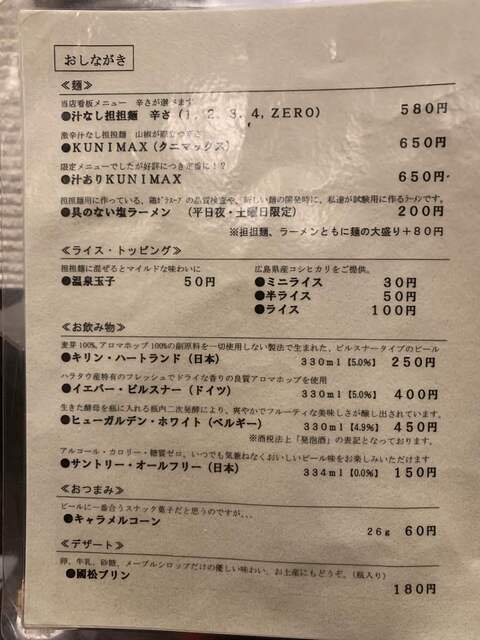 おしながき
≪麺≫
当店看板メニュー 辛さが選べます
●汁なし担担麺 辛さ（1，2，3，4，ZERO） 580円
激辛汁なし担担麺 山椒が
●KUNIMAX（クニマックス） 650円
限定メニューでしたが好評につき定番に！？
●汁ありKUNIMAX 650円
担担麺用に作っている、鶏ｶﾞﾗｽｰﾌﾟの品質検査や、新しい麺の開発時に、私達が試験用に作るﾗｰﾒﾝです。
●具のない塩ラーメン （平日夜・土曜日限定） 200円
※担担麺、ラーメンともに麺の大盛り＋80円
≪ライス・トッピング≫
担担麺に混ぜるとマイルドな味わいに
●温泉玉子 50円
広島県産コシヒカリをご提供。
●ミニライス 30円
●半ライス 50円
●ライス 100円
≪お飲み物≫
麦芽100%、アロマホップ100%の副原料を一切使用しない製法で生まれた、ピルスナータイプのビール
●キリン・ハートランド（日本） 330ml【5.0%】 250円
ハラタウ産特有のフレッシュでドライな香りの良質アロマホップを使用
●イエバー・ピルスナー（ドイツ） 330ml【5.0%】 400円
生きた酵母を瓶に入れる瓶内二次発酵により、爽やかでフルーティな美味しさが醸し出されています。
●ヒューガルデン・ホワイト（ベルギー） 330ml【4.9%】 450円
※酒税法上「発泡酒」の表記となっております。
アルコール・カロリー・糖質ゼロ。いつでも気兼ねなくおいしいビール味をお楽しみいただけます
●サントリー・オールフリー（日本） 334ml【0.0%】 150円
≪おつまみ≫
ビールに一番合うスナック菓子だと思うのですが、、、
●キャラメルコーン 26g 60円
≪デザート≫
卵、牛乳、砂糖、メープルシロップだけの優しい味わい、お土産にもどうぞ。（瓶入り）
●國松プリン 180円